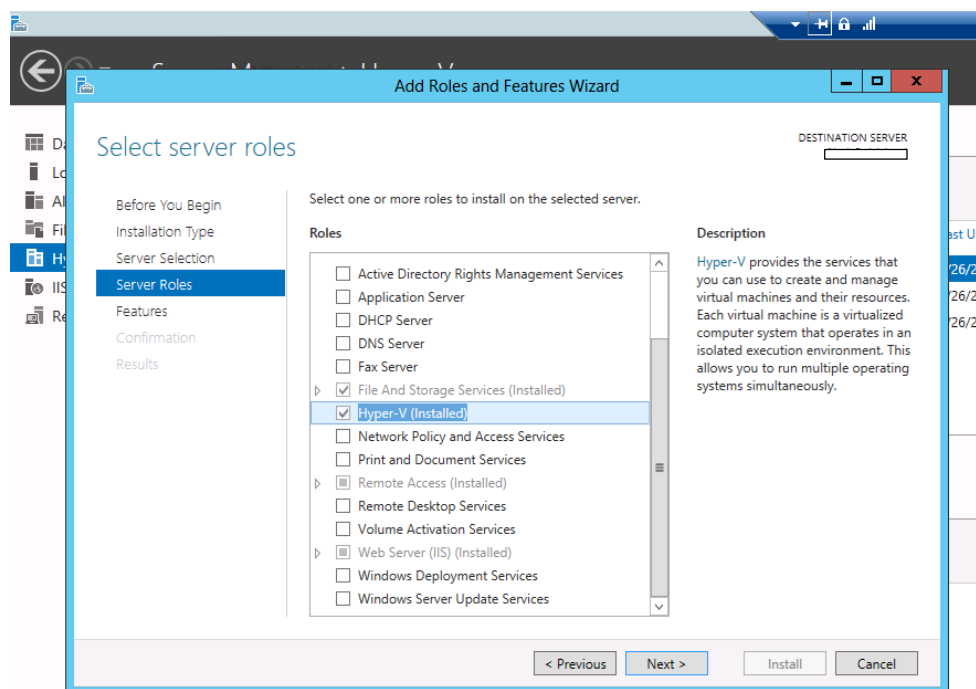 Add Roles and Features Wizard
Select server roles
DESTINATION SERVER
Before You Begin
Installation Type
Server Selection
Server Roles
Features
Confirmation
Results
Select one or more roles to install on the selected server.
Roles
Active Directory Rights Management Services
Application Server
DHCP Server
DNS Server
Fax Server
File And Storage Services (Installed)
Hyper-V (Installed)
Network Policy and Access Services
Print and Document Services
Remote Access (Installed)
Remote Desktop Services
Volume Activation Services
Web Server (IIS) (Installed)
Windows Deployment Services
Windows Server Update Services
Description
Hyper-V provides the services that
you can use to create and manage
virtual machines and their resources.
Each virtual machine is a virtualized
computer system that operates in an
isolated execution environment. This
allows you to run multiple operating
systems simultaneously.
< Previous
Next >
Install
Cancel